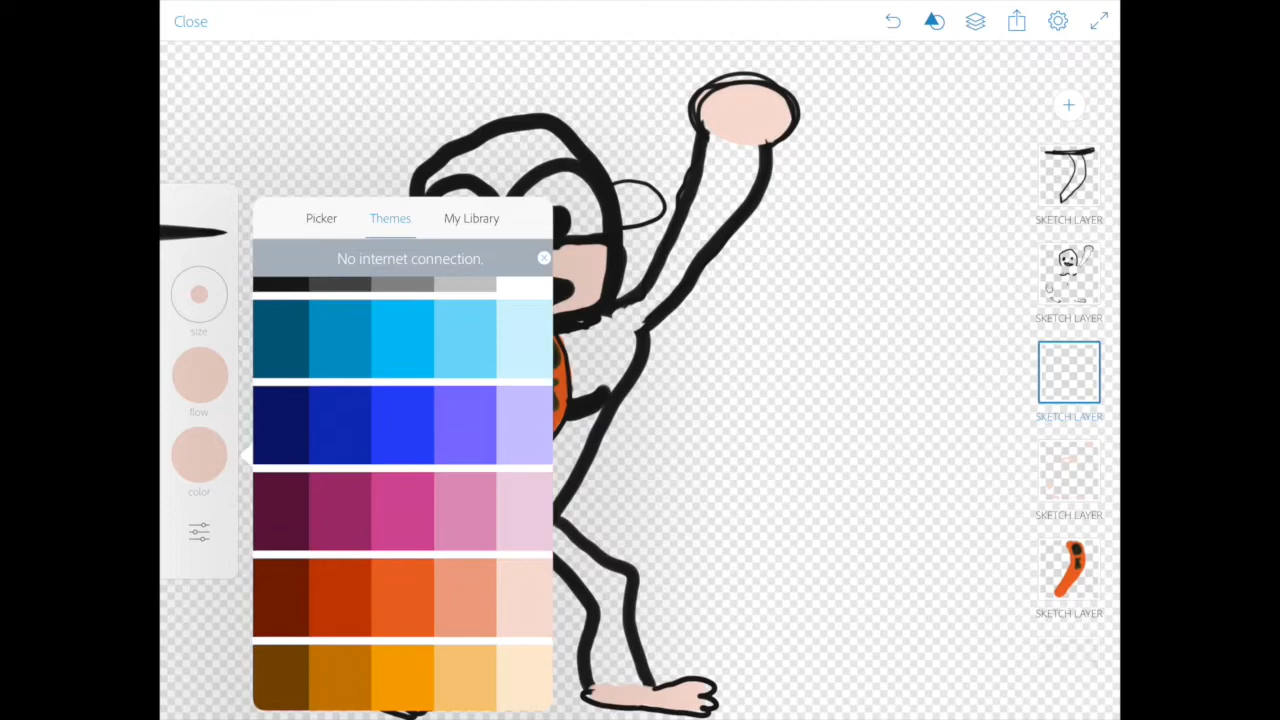 Close
Picker Themes My Library
No internet connection.
size
flow
color
SKETCH LAYER
SKETCH LAYER
SKETCH LAYER
SKETCH LAYER
SKETCH LAYER